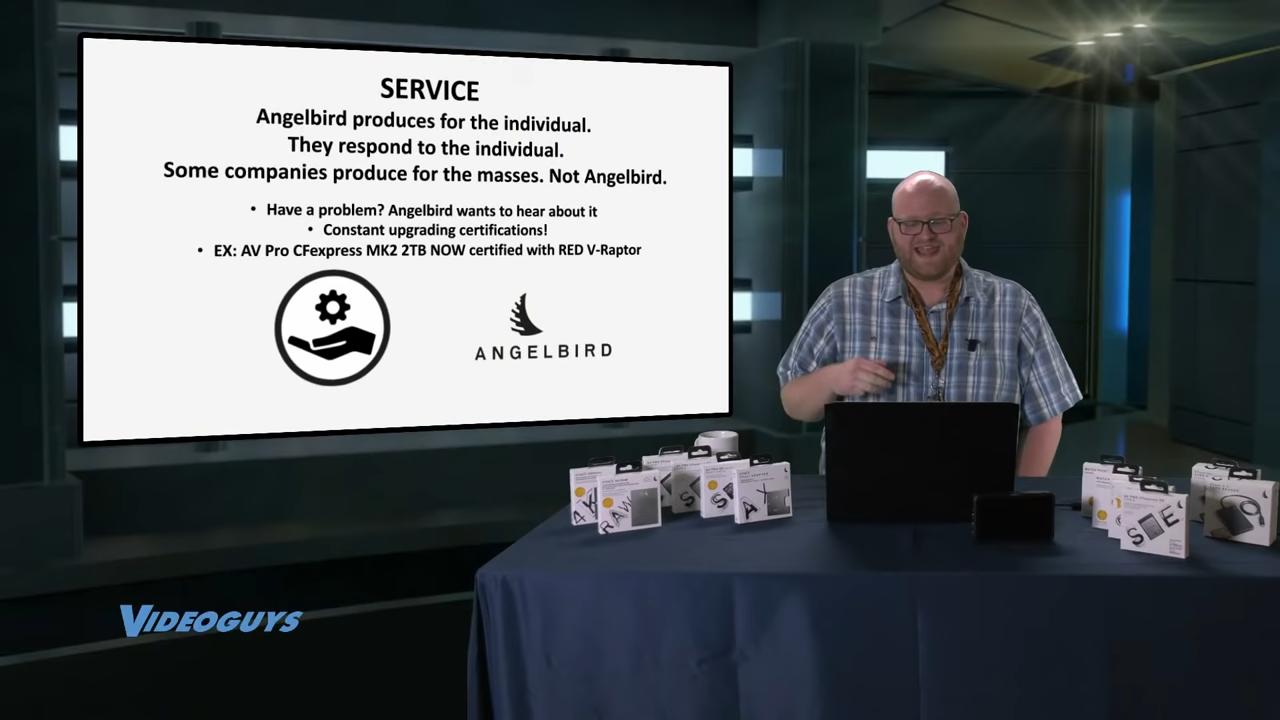 SERVICE
Angelbird produces for the individual.
They respond to the individual.
Some companies produce for the masses. Not Angelbird.
• Have a problem? Angelbird wants to hear about it
• Constant upgrading certifications!
• EX: AV Pro CFexpress MK2 2TB NOW certified with RED V-Raptor
ANGELBIRD
VIDEOGUYS
RAW